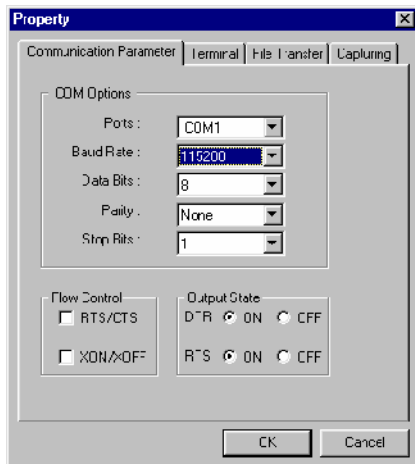 Property
Communication Parameter Terminal File Transfer Capturing
COM Options
Ports : COM1
Baud Rate : 115200
Data Bits : 8
Parity : None
Stop Bits : 1
Flow Control
RTS/CTS
XON/XOFF
Output State
DTR ON OFF
RTS ON OFF
OK Cancel